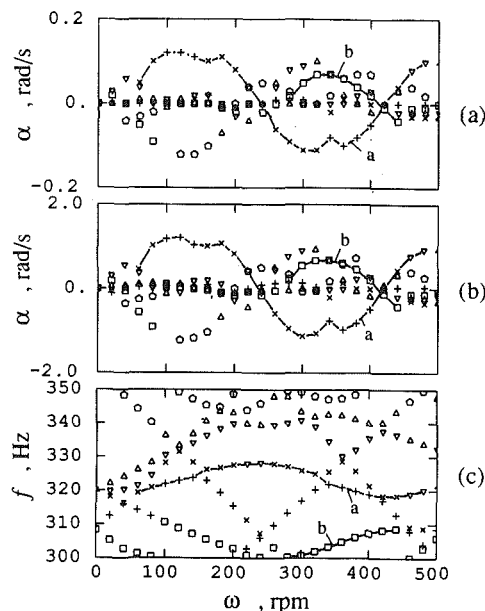 0.2
α , rad/s
0.
-0.2
b
a
(a)
2.0
α , rad/s
0.
-2.0
b
a
(b)
350
340
330
320
310
300
f , Hz
a
b
(c)
0 100 200 300 400 500
ω , rpm